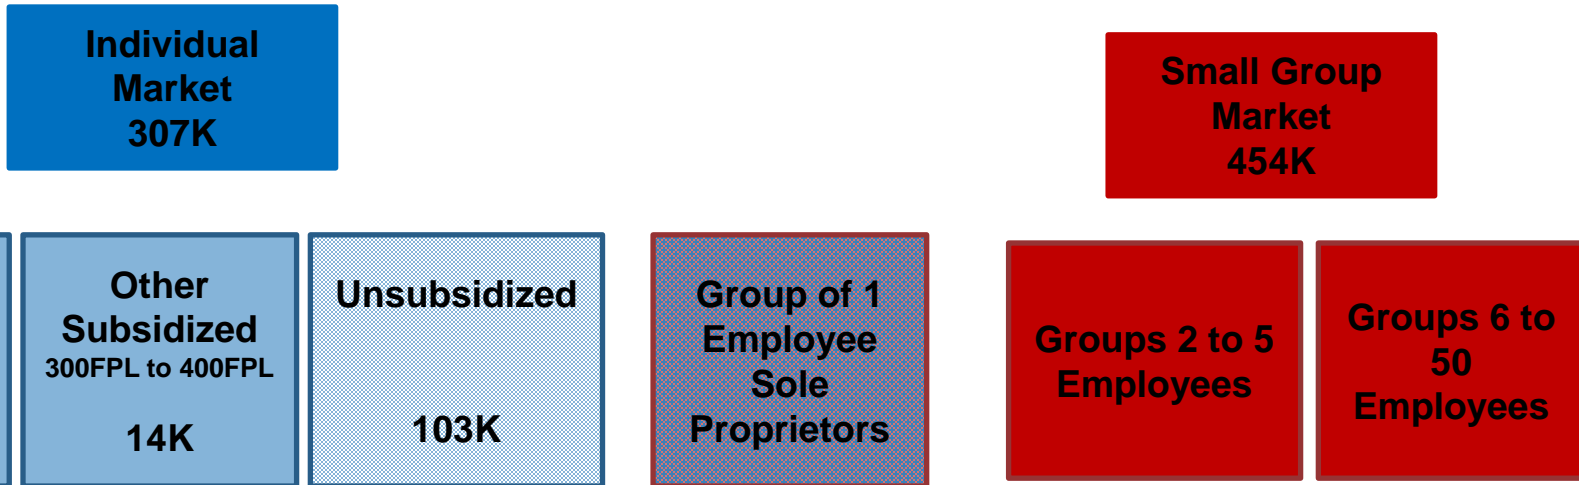 Individual
Market
307K
Small Group
Market
454K
Other
Subsidized
300FPL to 400FPL
14K
Unsubsidized
103K
Group of 1
Employee
Sole
Proprietors
Groups 2 to 5
Employees
Groups 6 to
50
Employees